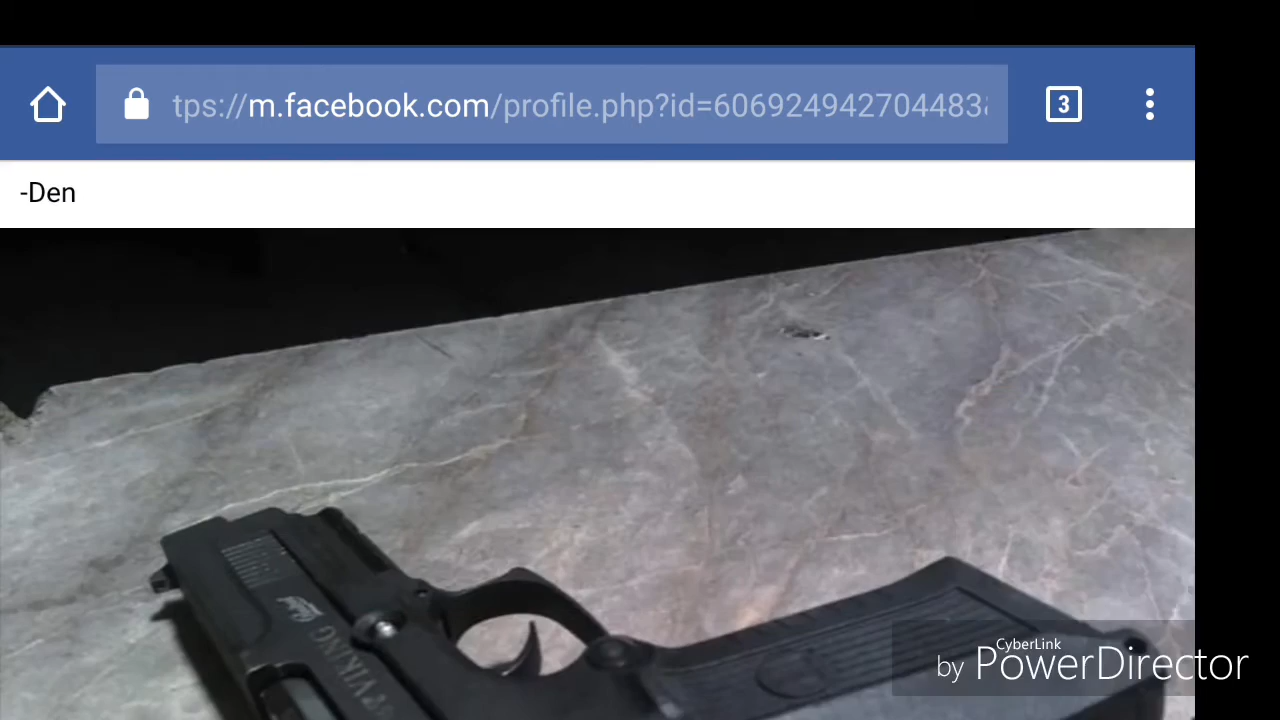 tps://m.facebook.com/profile.php?id=606924942704483
3
-Den
VIKING
CyberLink
by PowerDirector